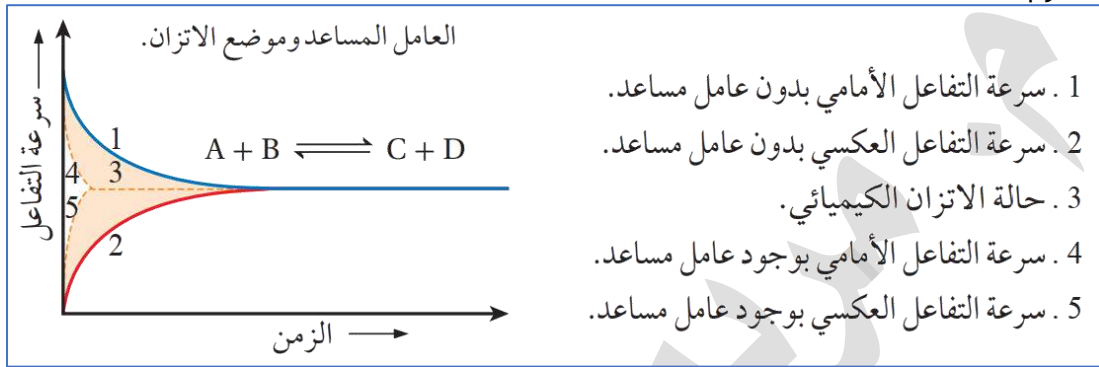 العامل المساعد وموضع الاتزان.
سرعة التفاعل
1
A + B ⇌ C + D
3
4
5
2
الزمن
1 . سرعة التفاعل الأمامي بدون عامل مساعد.
2 . سرعة التفاعل العكسي بدون عامل مساعد.
3 . حالة الاتزان الكيميائي.
4 . سرعة التفاعل الأمامي بوجود عامل مساعد.
5 . سرعة التفاعل العكسي بوجود عامل مساعد.